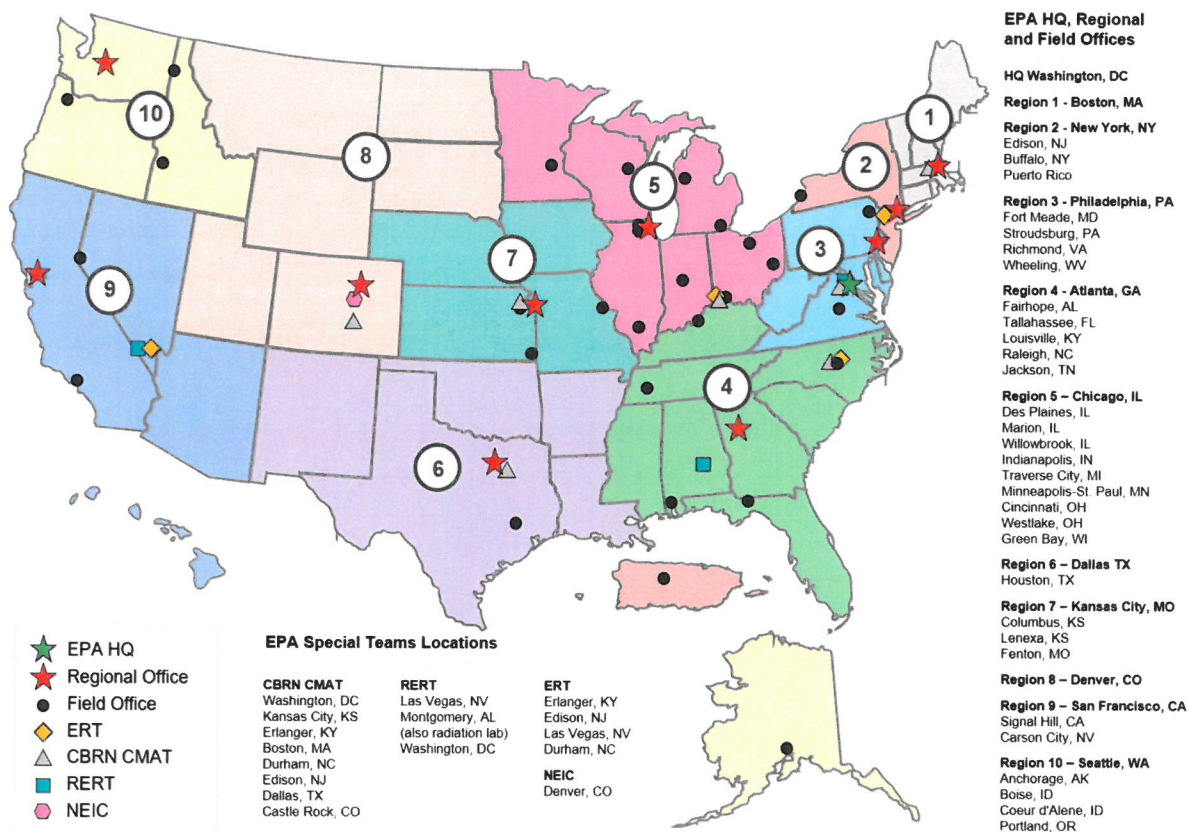 10
8
9
7
6
5
4
3
2
1
EPA HQ, Regional
and Field Offices
HQ Washington, DC
Region 1 - Boston, MA
Region 2 - New York, NY
Edison, NJ
Buffalo, NY
Puerto Rico
Region 3 - Philadelphia, PA
Fort Meade, MD
Stroudsburg, PA
Richmond, VA
Wheeling, WV
Region 4 - Atlanta, GA
Fairhope, AL
Tallahassee, FL
Louisville, KY
Raleigh, NC
Jackson, TN
Region 5 – Chicago, IL
Des Plaines, IL
Marion, IL
Willowbrook, IL
Indianapolis, IN
Traverse City, MI
Minneapolis-St. Paul, MN
Cincinnati, OH
Westlake, OH
Green Bay, WI
Region 6 – Dallas TX
Houston, TX
Region 7 – Kansas City, MO
Columbus, KS
Lenexa, KS
Fenton, MO
Region 8 – Denver, CO
Region 9 – San Francisco, CA
Signal Hill, CA
Carson City, NV
Region 10 – Seattle, WA
Anchorage, AK
Boise, ID
Coeur d'Alene, ID
Portland, OR
EPA HQ
Regional Office
Field Office
ERT
CBRN CMAT
RERT
NEIC
EPA Special Teams Locations
CBRN CMAT
Washington, DC
Kansas City, KS
Erlanger, KY
Boston, MA
Durham, NC
Edison, NJ
Dallas, TX
Castle Rock, CO
RERT
Las Vegas, NV
Montgomery, AL
(also radiation lab)
Washington, DC
ERT
Erlanger, KY
Edison, NJ
Las Vegas, NV
Durham, NC
NEIC
Denver, CO